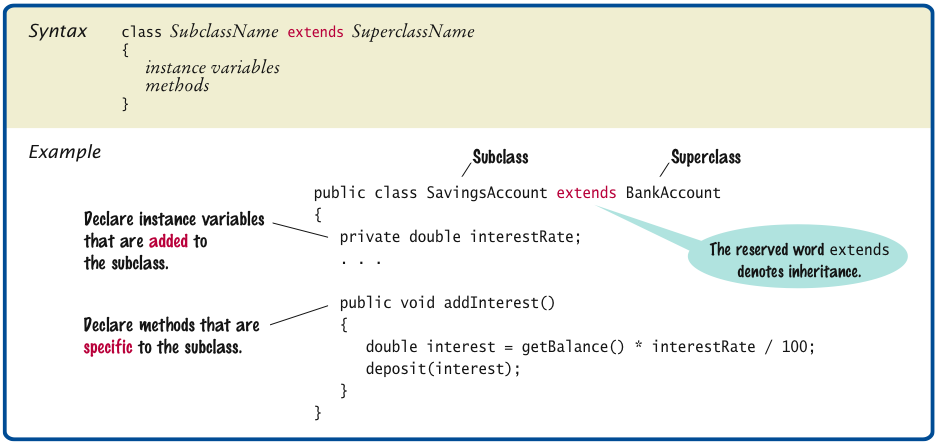 Syntax class SubclassName extends SuperclassName
{
instance variables
methods
}
Example
Subclass Superclass
public class SavingsAccount extends BankAccount
{
Declare instance variables
that are added to
the subclass.
private double interestRate;
. . .
The reserved word extends
denotes inheritance.
public void addInterest()
Declare methods that are
specific to the subclass.
{
double interest = getBalance() * interestRate / 100;
deposit(interest);
}
}